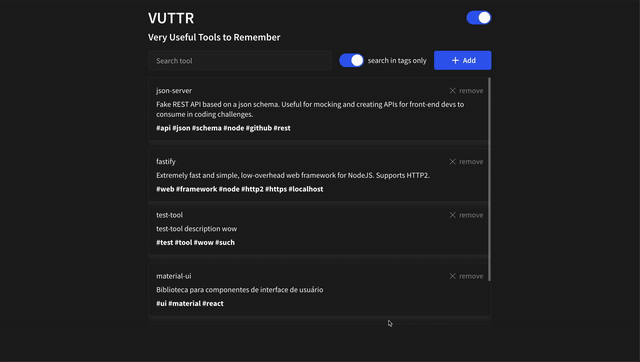 VUTTR
Very Useful Tools to Remember
Search tool
search in tags only
+ Add
json-server
remove
Fake REST API based on a json schema. Useful for mocking and creating APIs for front-end devs to
consume in coding challenges.
#api #json #schema #node #github #rest
fastify
remove
Extremely fast and simple, low-overhead web framework for NodeJS. Supports HTTP2.
#web #framework #node #http2 #https #localhost
test-tool
remove
test-tool description wow
#test #tool #wow #such
material-ui
remove
Biblioteca para componentes de interface de usuário
#ui #material #react